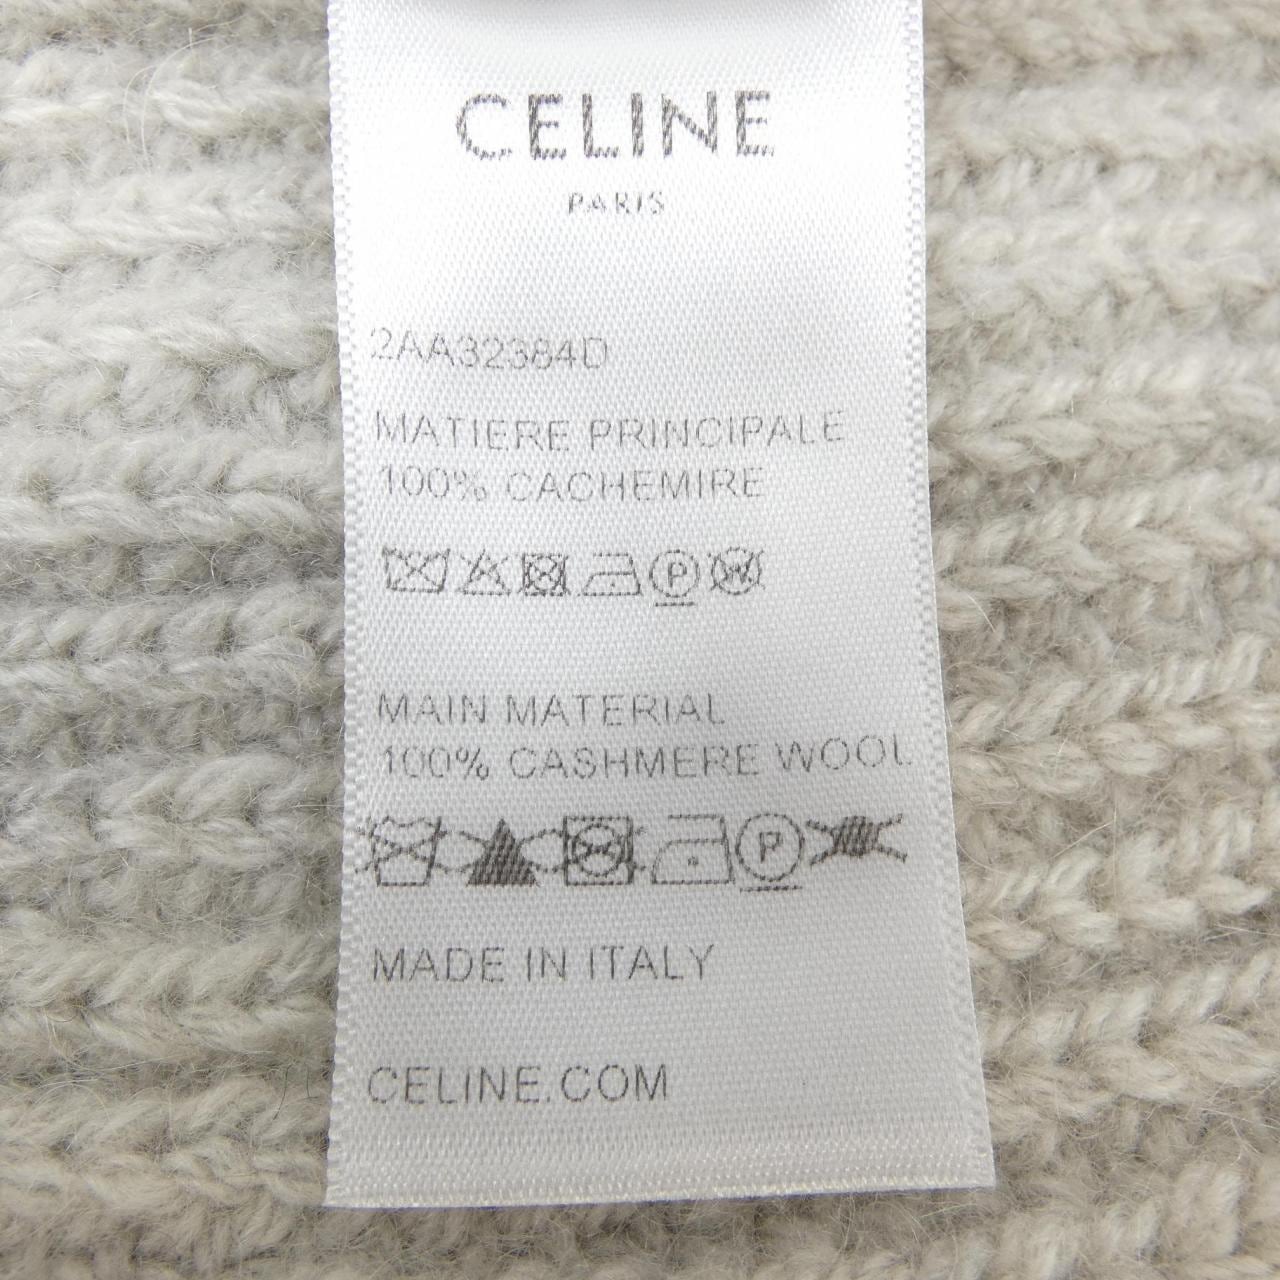 CELINE
PARIS
2AA32384D
MATIERE PRINCIPALE
100% CACHEMIRE
P W
MAIN MATERIAL
100% CASHMERE WOOL
P
MADE IN ITALY
CELINE.COM